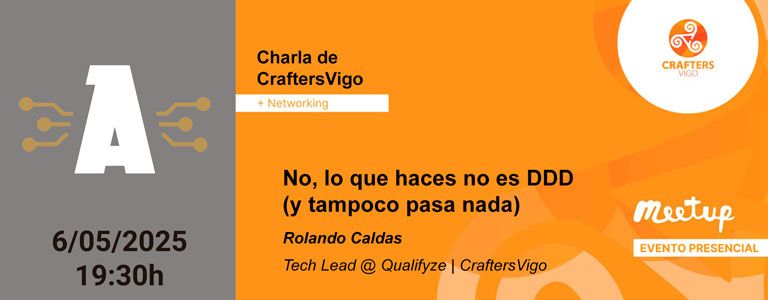 A
6/05/2025
19:30h
Charla de
CraftersVigo
+ Networking
No, lo que haces no es DDD
(y tampoco pasa nada)
Rolando Caldas
Tech Lead @ Qualifyze | CraftersVigo
CRAFTERS
VIGO
meetup
EVENTO PRESENCIAL